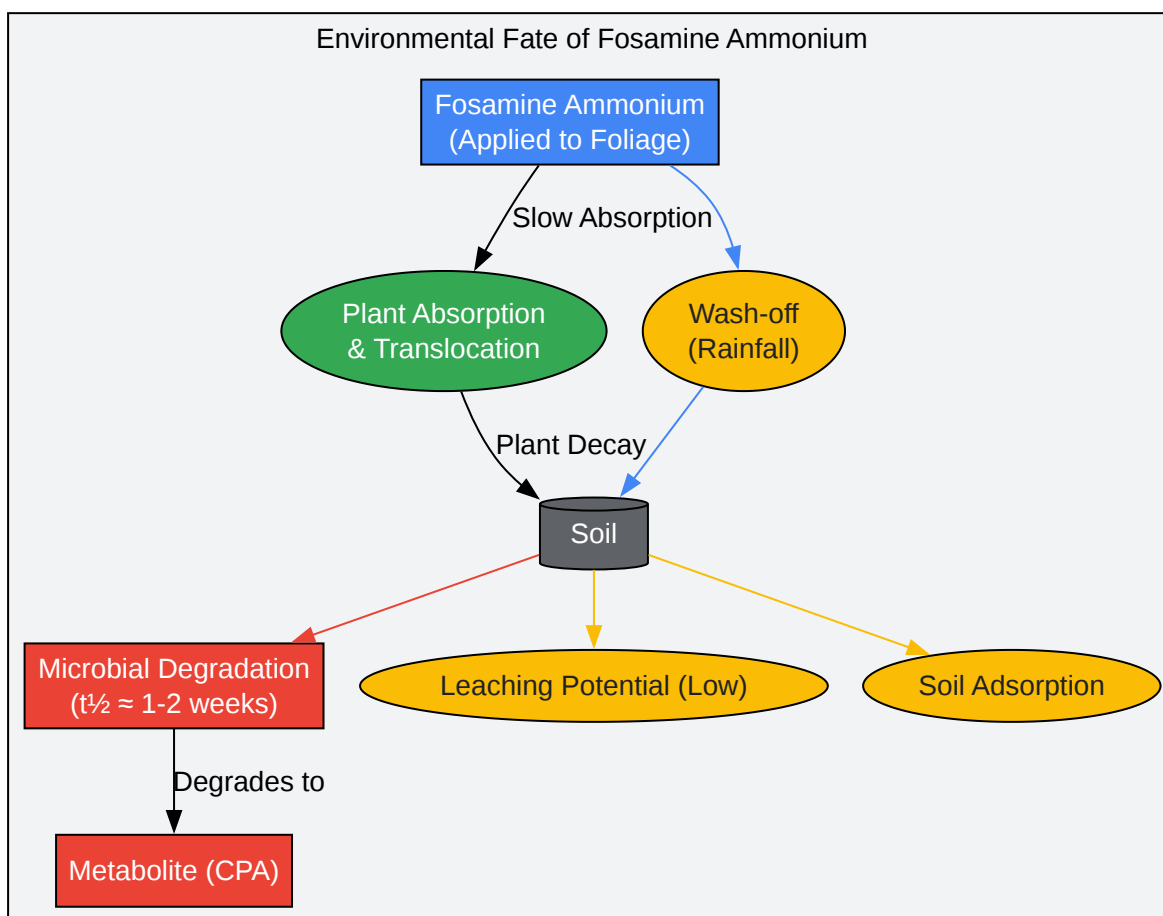 Environmental Fate of Fosamine Ammonium
Fosamine Ammonium
(Applied to Foliage)
Slow Absorption
Plant Absorption
& Translocation
Wash-off
(Rainfall)
Plant Decay
Soil
Microbial Degradation
(t½ ≈ 1-2 weeks)
Leaching Potential (Low)
Soil Adsorption
Degrades to
Metabolite (CPA)